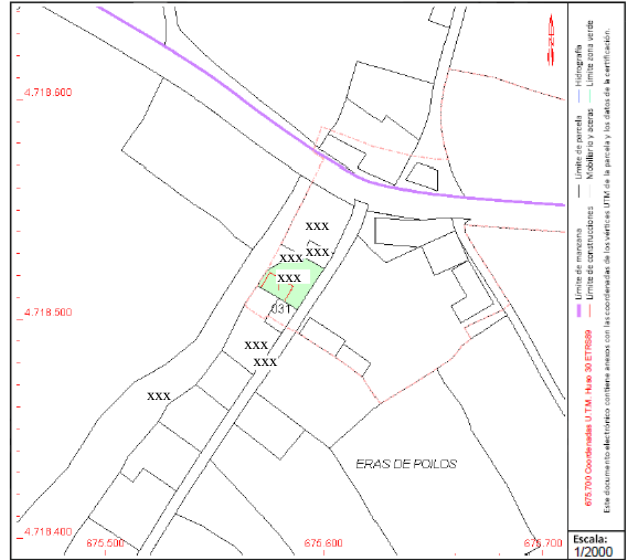 4.718.600
xxx
xxx
xxx
xxx
4.718.500
031
xxx
xxx
xxx
ERAS DE POILOS
4.718.400
675.500
675.600
675.700
675.700 Coordenadas U.T.M. Huso 30 ETRS89
Límite de manzana
Límite de construcciones
Límite de parcela
Mobiliario y aceras
Hidrografía
Límite zona verde
Este documento electrónico contiene anexos con las coordenadas de los vértices UTM de la parcela y los datos de la certificación.
Escala:
1/2000